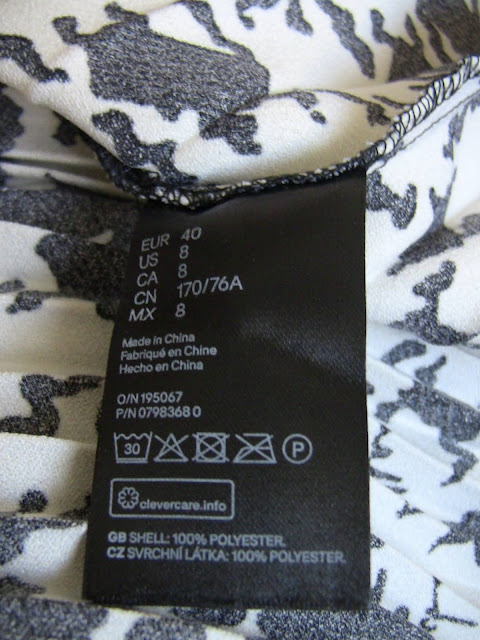 EUR 40
US 8
CA 8
CN 170/76A
MX 8
Made in China
Fabriqué en Chine
Hecho en China
O/N 195067
P/N 0798368 0
30 P
clevercare.info
GB SHELL: 100% POLYESTER.
CZ SVRCHNÍ LÁTKA: 100% POLYESTER.